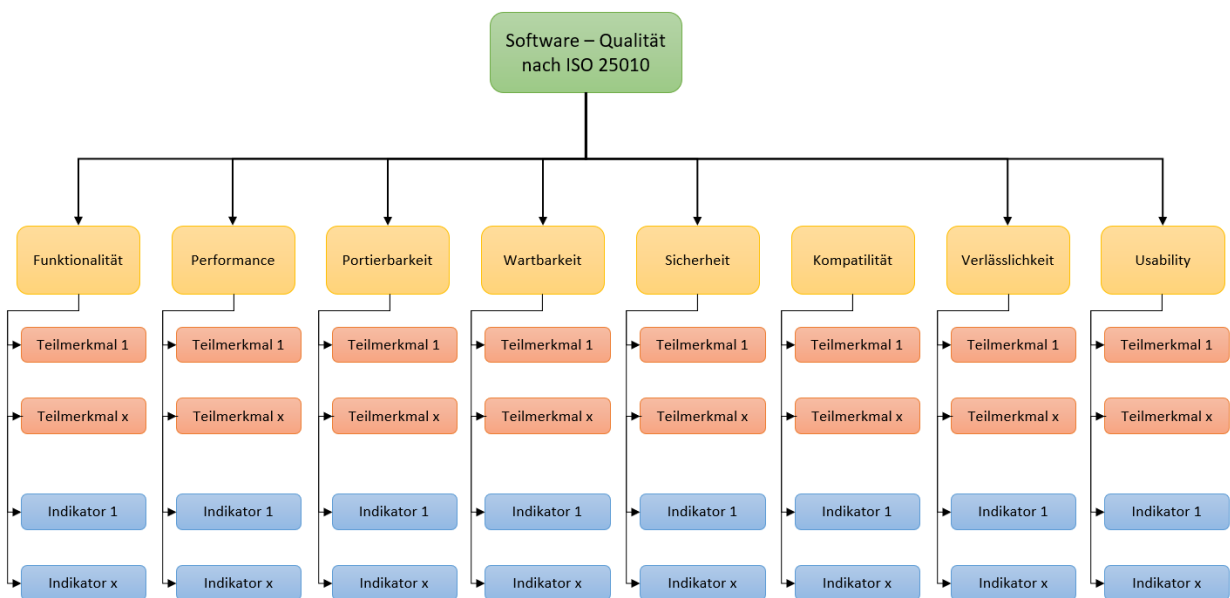 Software – Qualität
nach ISO 25010
Funktionalität
Performance
Portierbarkeit
Wartbarkeit
Sicherheit
Kompatilität
Verlässlichkeit
Usability
Teilmerkmal 1
Teilmerkmal 1
Teilmerkmal 1
Teilmerkmal 1
Teilmerkmal 1
Teilmerkmal 1
Teilmerkmal 1
Teilmerkmal 1
Teilmerkmal x
Teilmerkmal x
Teilmerkmal x
Teilmerkmal x
Teilmerkmal x
Teilmerkmal x
Teilmerkmal x
Teilmerkmal x
Indikator 1
Indikator 1
Indikator 1
Indikator 1
Indikator 1
Indikator 1
Indikator 1
Indikator 1
Indikator x
Indikator x
Indikator x
Indikator x
Indikator x
Indikator x
Indikator x
Indikator x